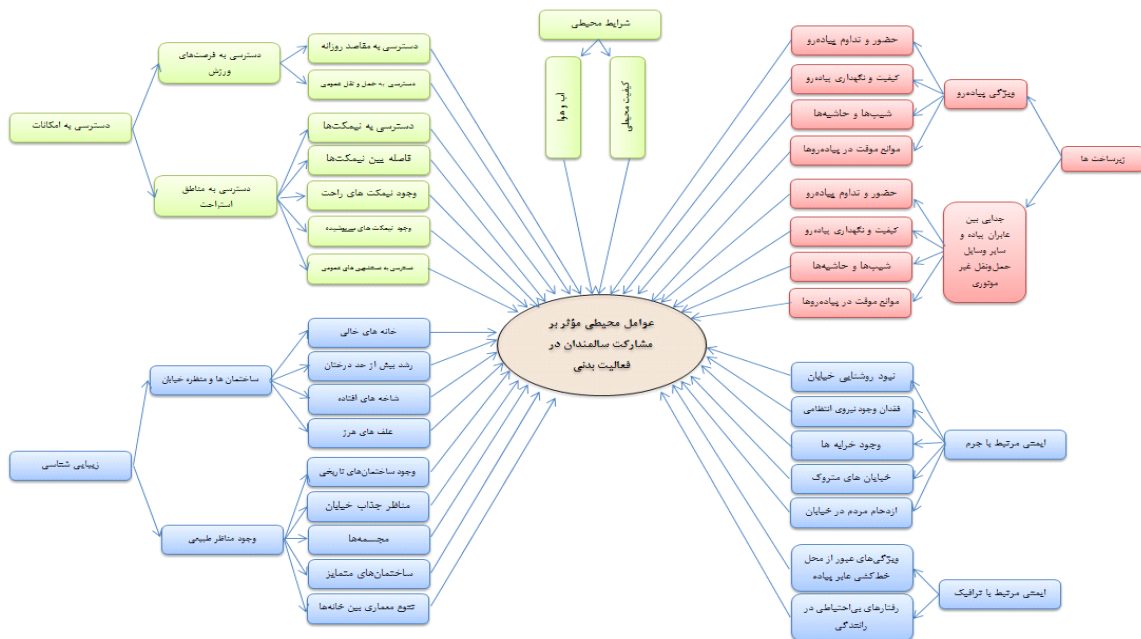 شرایط محیطی
آب و هوا
کیفیت محیطی
زیرساخت ها
ویژگی پیاده‌رو
حضور و تداوم پیاده‌رو
کیفیت و نگهداری پیاده‌رو
شیب‌ها و حاشیه‌ها
موانع موقت در پیاده‌روها
جدایی بین
عابران پیاده و
سایر وسایل
حمل‌ونقل غیر
موتوری
حضور و تداوم پیاده‌رو
کیفیت و نگهداری پیاده‌رو
شیب‌ها و حاشیه‌ها
موانع موقت در پیاده‌روها
دسترسی به امکانات
دسترسی به فرصت‌های
ورزش
دسترسی به مقاصد روزانه
دسترسی به حمل و نقل عمومی
دسترسی به مناطق
استراحت
دسترسی به نیمکت‌ها
فاصله بین نیمکت‌ها
وجود نیمکت های راحت
وجود نیمکت های سرپوشیده
دسترسی به دستشویی های عمومی
عوامل محیطی مؤثر بر
مشارکت سالمندان در
فعالیت بدنی
ایمنی مرتبط با جرم
نبود روشنایی خیابان
فقدان وجود نیروی انتظامی
وجود خرابه ها
خیابان های متروک
ازدحام مردم در خیابان
ایمنی مرتبط با ترافیک
ویژگی‌های عبور از محل
خط‌کشی عابر پیاده
رفتارهای بی‌احتیاطی در
رانندگی
زیبایی شناسی
ساختمان ها و منظره خیابان
خانه های خالی
رشد بیش از حد درختان
شاخه های افتاده
علف های هرز
وجود مناظر طبیعی
وجود ساختمان‌های تاریخی
مناظر جذاب خیابان
مجسمه‌ها
ساختمان‌های متمایز
تنوع معماری بین خانه‌ها